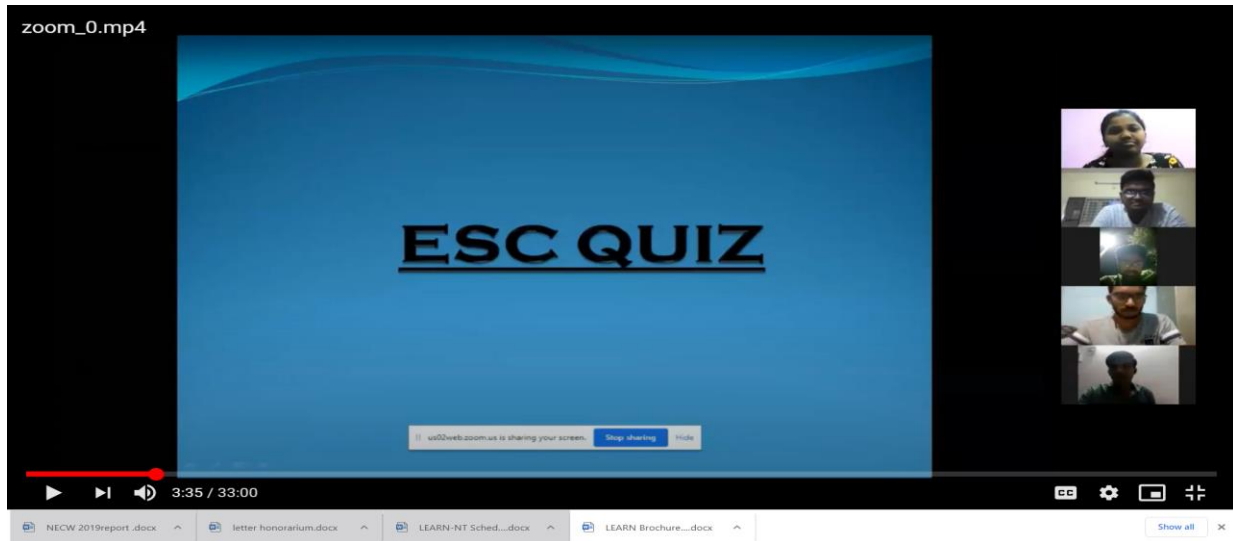 zoom_0.mp4
ESC QUIZ
us02web.zoom.us is sharing your screen. Stop sharing Hide
3:35 / 33:00
CC
NECW 2019report .docx
letter honorarium.docx
LEARN-NT Sched....docx
LEARN Brochure....docx
Show all